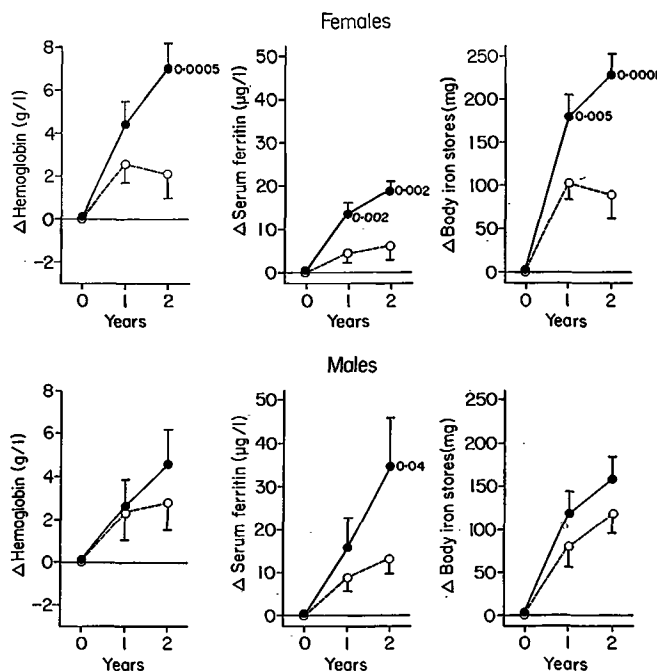 Females
Δ Hemoglobin (g/l)
8
6
4
2
0
-2
0·0005
0 1 2
Years
Δ Serum ferritin (µg/l)
50
40
30
20
10
0
0·002
0·002
0 1 2
Years
Δ Body iron stores (mg)
250
200
150
100
50
0
0·005
0·0001
0 1 2
Years
Males
Δ Hemoglobin (g/l)
8
6
4
2
0
-2
0 1 2
Years
Δ Serum ferritin (µg/l)
50
40
30
20
10
0
0·04
0 1 2
Years
Δ Body iron stores (mg)
250
200
150
100
50
0
0 1 2
Years